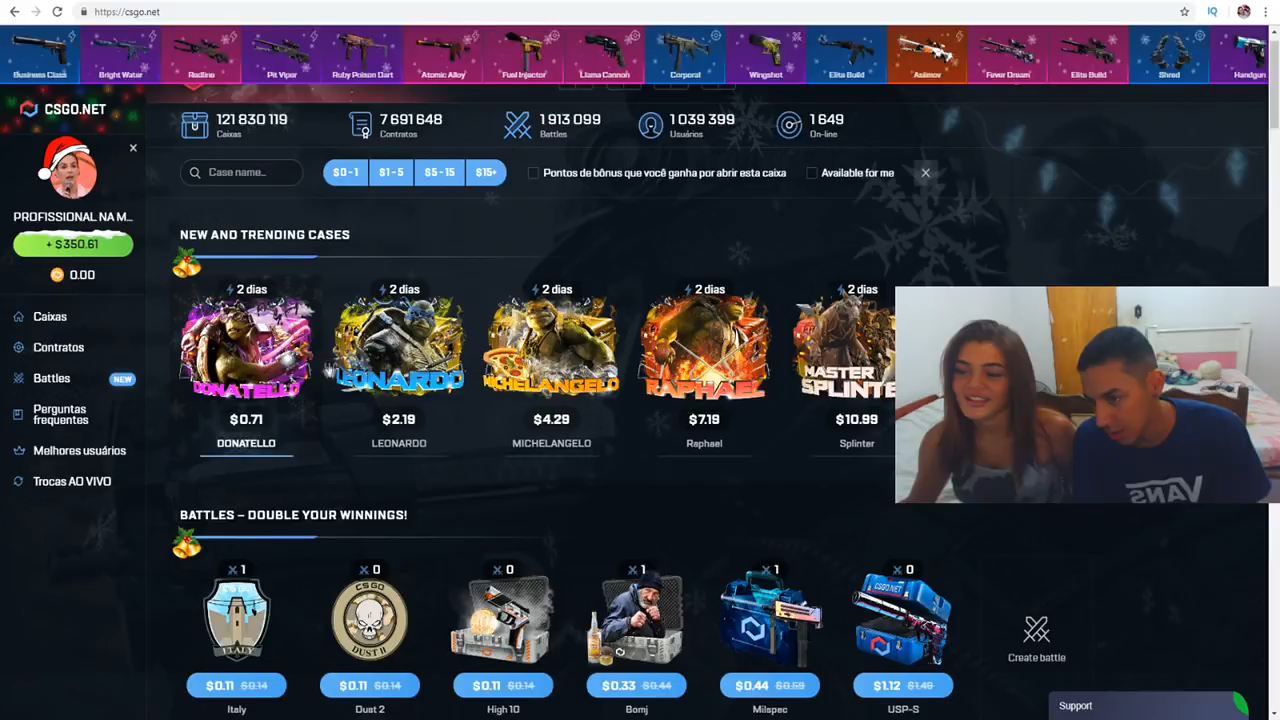 https://csgo.net
Business Class
Bright Water
Redline
Pit Viper
Ruby Poison Dart
Atomic Alloy
Fuel Injector
Llama Cannon
Corporal
Wingshot
Elite Build
Asiimov
Fever Dream
Elite Build
Shred
Handgun
CSGO.NET
121 830 119
Caixas
7 691 648
Contratos
1 913 099
Battles
1 039 399
Usuários
1 649
On-line
PROFISSIONAL NA M...
+ $350.61
0.00
Caixas
Contratos
Battles
NEW
Perguntas
frequentes
Melhores usuários
Trocas AO VIVO
Case name...
$0 - 1
$1 - 5
$5 - 15
$15+
Pontos de bônus que você ganha por abrir esta caixa
Available for me
NEW AND TRENDING CASES
2 dias
2 dias
2 dias
2 dias
2 dias
DONATELLO
LEONARDO
MICHELANGELO
RAPHAEL
MASTER
SPLINTE
$0.71
$2.19
$4.29
$7.19
$10.99
DONATELLO
LEONARDO
MICHELANGELO
Raphael
Splinter
VANS
BATTLES – DOUBLE YOUR WINNINGS!
1
0
0
1
1
0
ITALY
CS GO
DUST II
CSGO.NET
Create battle
$0.11 $0.14
$0.11 $0.14
$0.11 $0.14
$0.33 $0.44
$0.44 $0.59
$1.12 $1.49
Italy
Dust 2
High 10
Bomj
Milspec
USP-S
Support